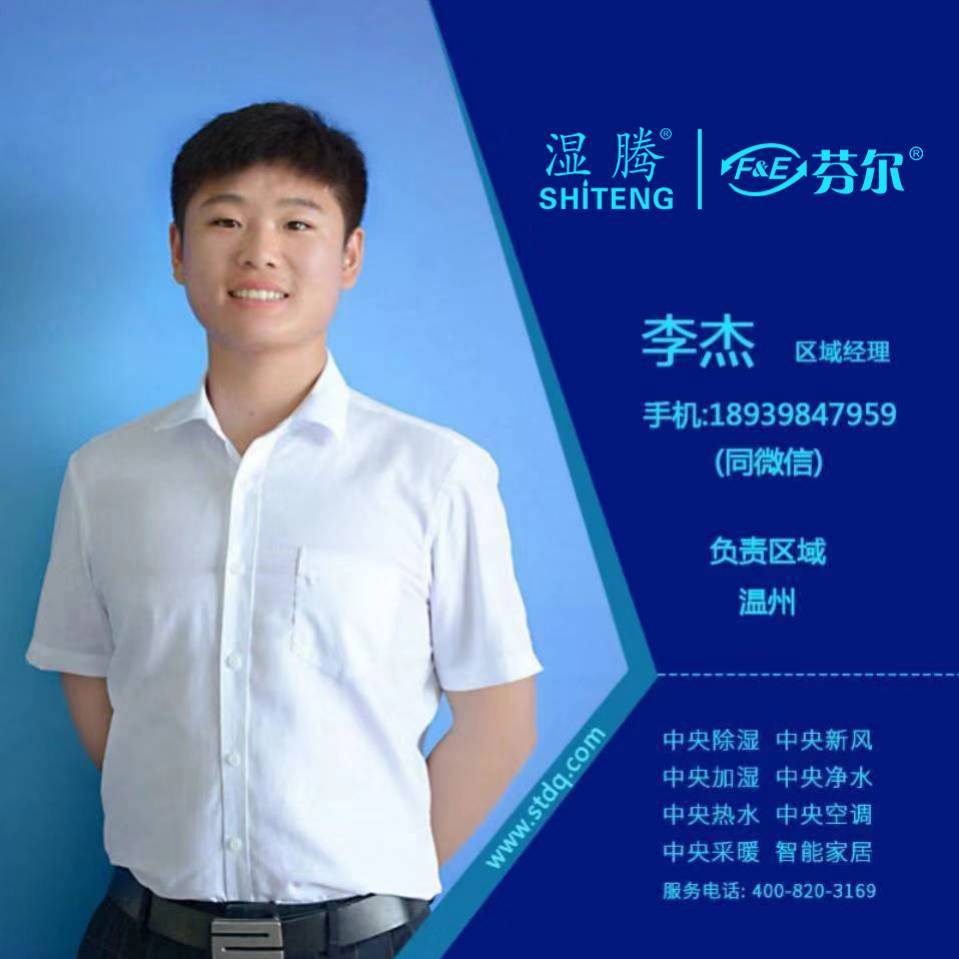 湿腾® | F&E 芬尔®
SHiTENG
李杰 区域经理
手机:18939847959
(同微信)
负责区域
温州
www.stdq.com
中央除湿 中央新风
中央加湿 中央净水
中央热水 中央空调
中央采暖 智能家居
服务电话: 400-820-3169